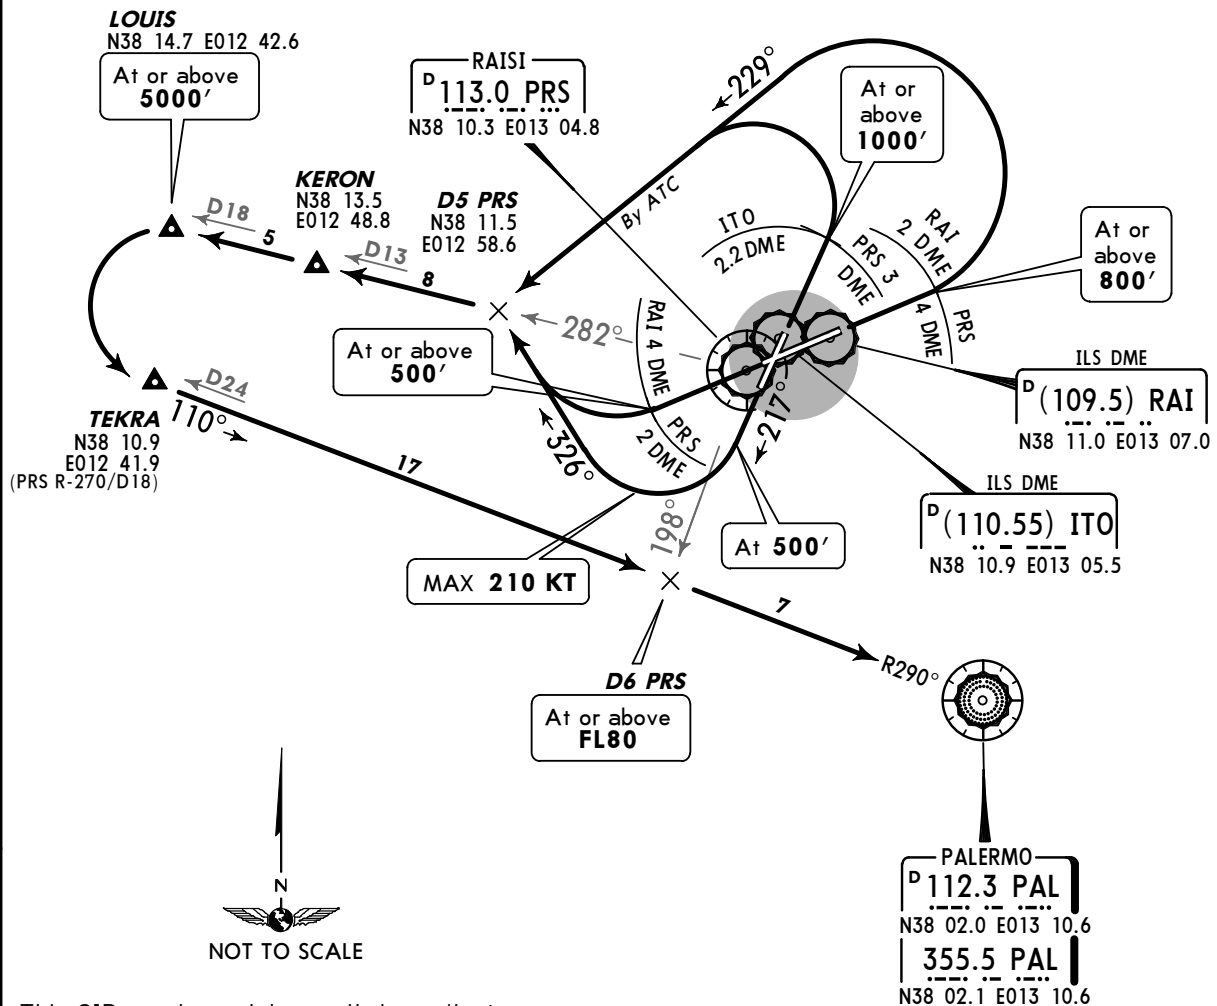 LOUIS
N38 14.7 E012 42.6
At or above
5000'
RAISI
D 113.0 PRS
N38 10.3 E013 04.8
229°
At or
above
1000'
KERON
N38 13.5
E012 48.8
D5 PRS
N38 11.5
E012 58.6
D18
5
D13
8
By ATC
ITO
2.2 DME
PRS 3
DME
RAI
2 DME
4 DME
PRS
At or
above
800'
282°
RAI 4 DME
At or above
500'
PRS
2 DME
217°
326°
198°
ILS DME
D (109.5) RAI
N38 11.0 E013 07.0
ILS DME
D (110.55) ITO
N38 10.9 E013 05.5
D24
110°
TEKRA
N38 10.9
E012 41.9
(PRS R-270/D18)
17
At 500'
MAX 210 KT
7
R290°
D6 PRS
At or above
FL80
N
NOT TO SCALE
PALERMO
D 112.3 PAL
N38 02.0 E013 10.6
355.5 PAL
N38 02.1 E013 10.6